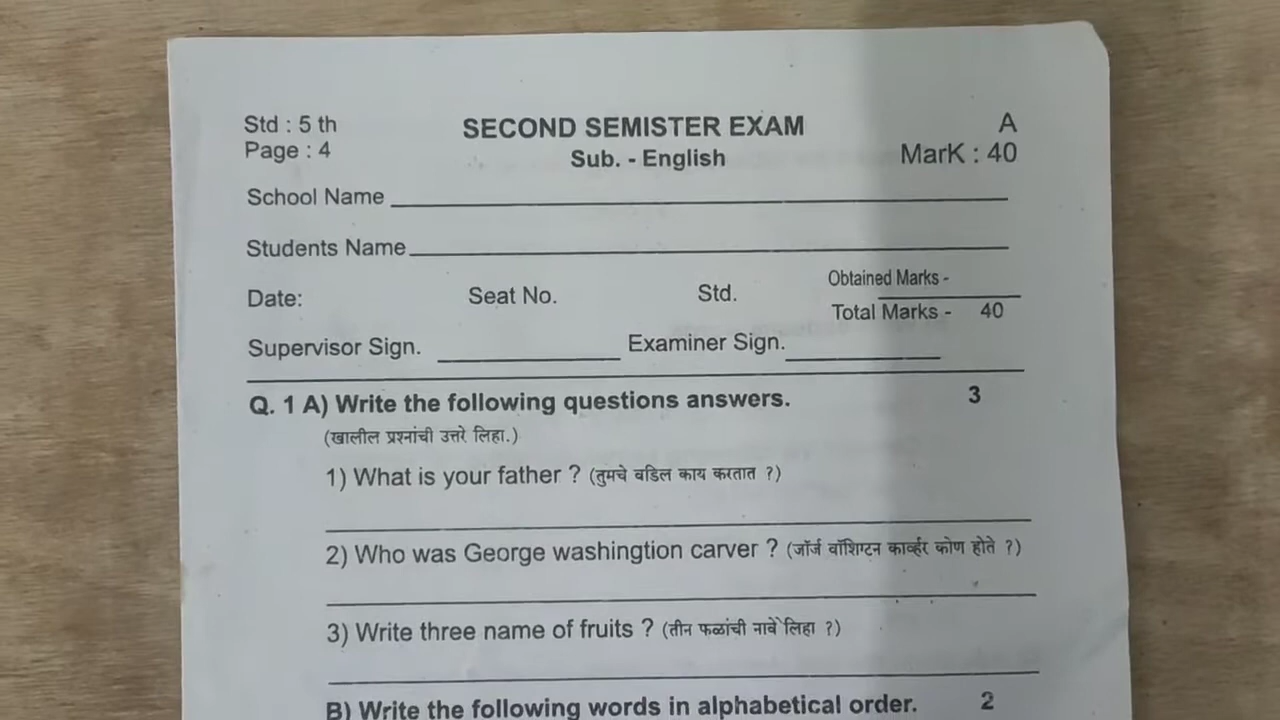 Std : 5 th
SECOND SEMISTER EXAM
A
Page : 4
Sub. - English
MarK : 40
School Name
Students Name
Date:
Seat No.
Std.
Obtained Marks -
Total Marks - 40
Supervisor Sign.
Examiner Sign.
Q. 1 A) Write the following questions answers. 3
(खालील प्रश्नांची उत्तरे लिहा.)
1) What is your father ? (तुमचे वडिल काय करतात ?)
2) Who was George washingtion carver ? (जॉर्ज वॉशिग्टन कार्व्हर कोण होते ?)
3) Write three name of fruits ? (तीन फळांची नावे लिहा ?)
B) Write the following words in alphabetical order. 2